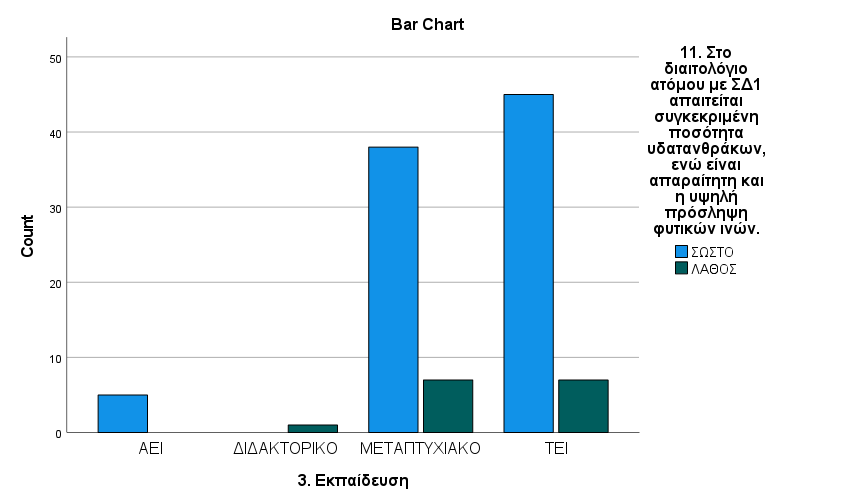 Bar Chart
11. Στο
διαιτολόγιο
ατόμου με ΣΔ1
απαιτείται
συγκεκριμένη
ποσότητα
υδατανθράκων,
ενώ είναι
απαραίτητη και
η υψηλή
πρόσληψη
φυτικών ινών.
ΣΩΣΤΟ
ΛΑΘΟΣ
Count
50
40
30
20
10
0
ΑΕΙ ΔΙΔΑΚΤΟΡΙΚΟ ΜΕΤΑΠΤΥΧΙΑΚΟ ΤΕΙ
3. Εκπαίδευση